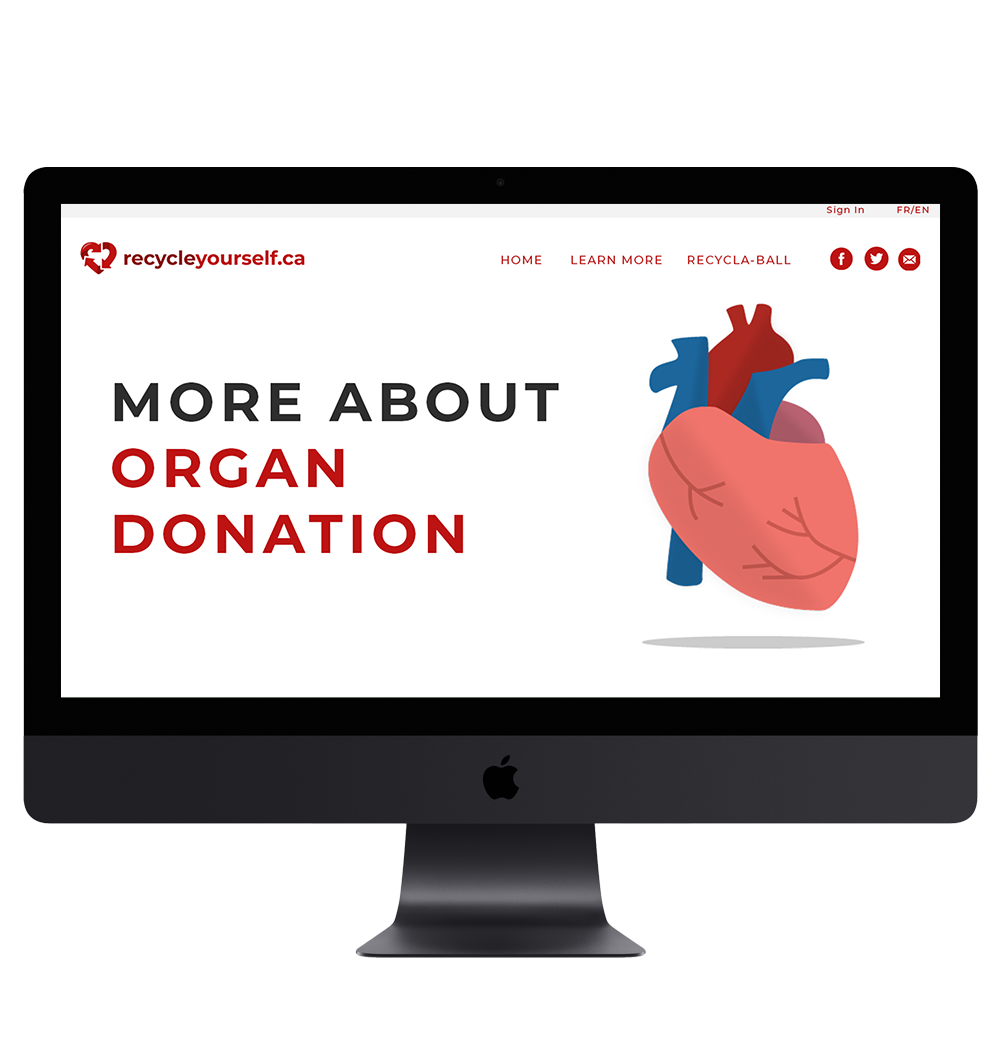 Sign In FR/EN
recycleyourself.ca HOME LEARN MORE RECYCLA-BALL
MORE ABOUT
ORGAN
DONATION